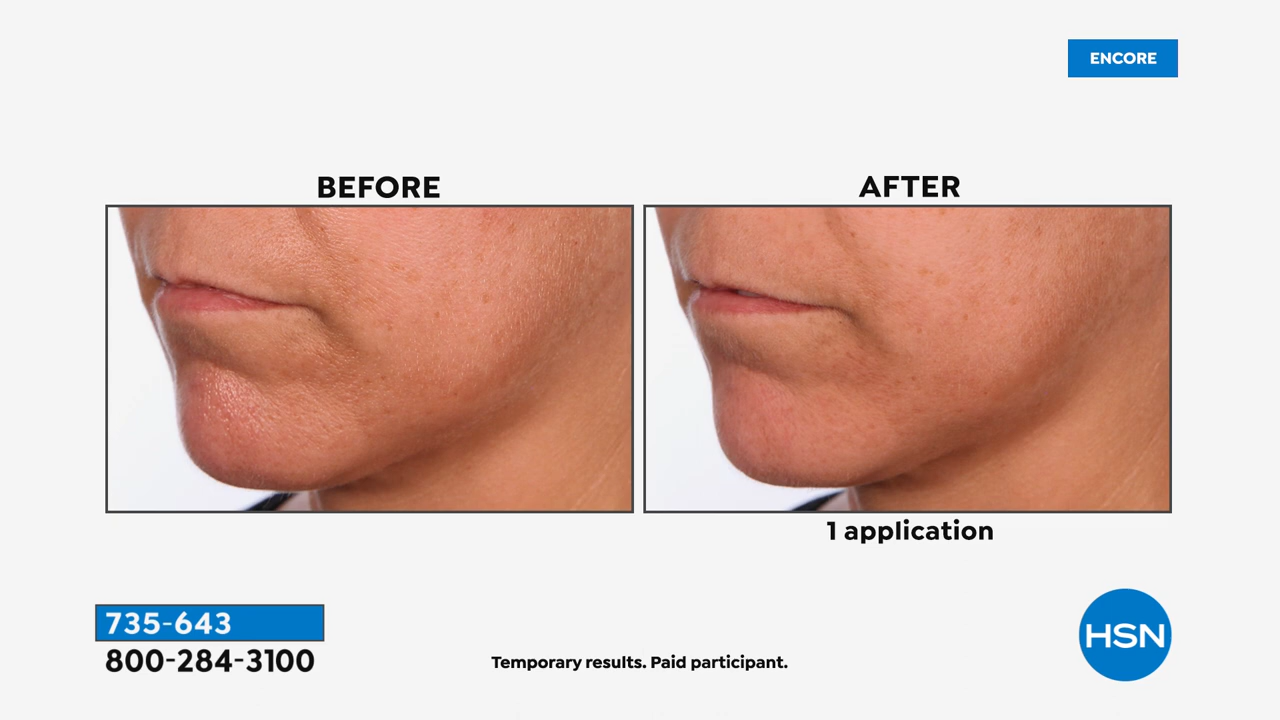 ENCORE
BEFORE
AFTER
1 application
735-643
800-284-3100
Temporary results. Paid participant.
HSN